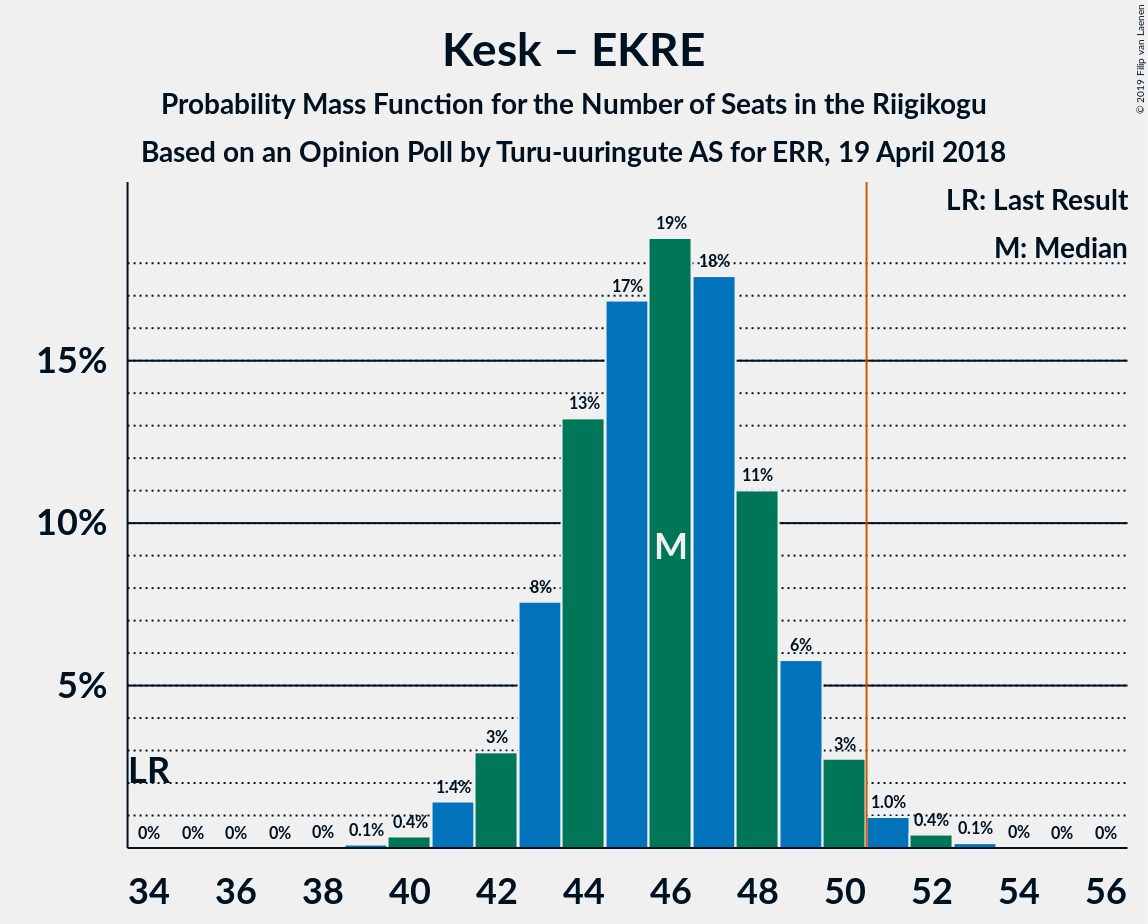 © 2019 Filip van Laenen
Kesk – EKRE
Probability Mass Function for the Number of Seats in the Riigikogu
Based on an Opinion Poll by Turu-uuringute AS for ERR, 19 April 2018
LR: Last Result
M: Median
15%
10%
5%
LR
M
0% 0% 0% 0% 0% 0.1% 0.4% 1.4% 3% 8% 13% 17% 19% 18% 11% 6% 3% 1.0% 0.4% 0.1% 0% 0% 0%
34 36 38 40 42 44 46 48 50 52 54 56